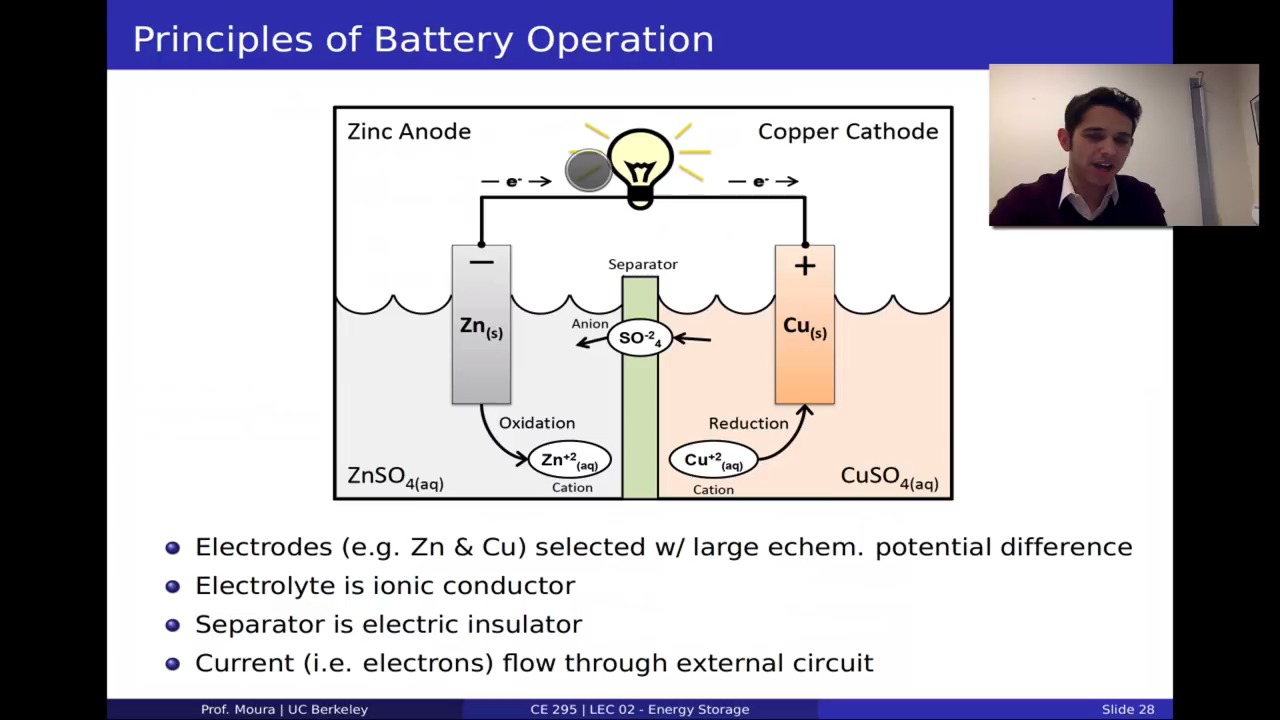 Principles of Battery Operation
Zinc Anode
Copper Cathode
— e⁻ →
— e⁻ →
Separator
−
+
Zn(s)
Anion
SO⁻²₄
Cu(s)
Oxidation
Reduction
Zn⁺²(aq)
Cu⁺²(aq)
ZnSO₄(aq)
Cation
Cation
CuSO₄(aq)
Electrodes (e.g. Zn & Cu) selected w/ large echem. potential difference
Electrolyte is ionic conductor
Separator is electric insulator
Current (i.e. electrons) flow through external circuit
Prof. Moura | UC Berkeley
CE 295 | LEC 02 - Energy Storage
Slide 28